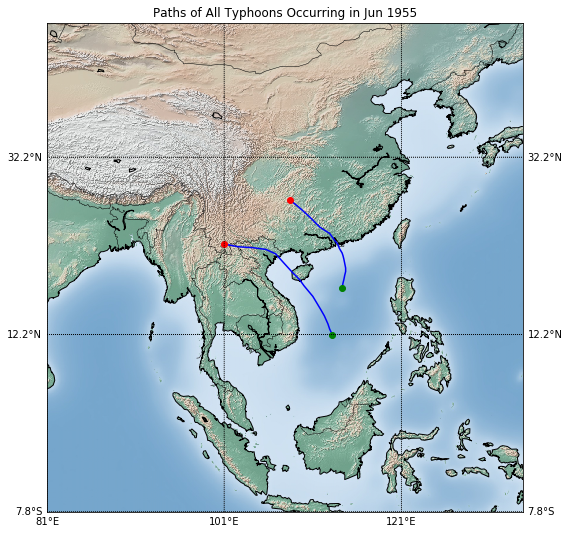 Paths of All Typhoons Occurring in Jun 1955
32.2°N 32.2°N
12.2°N 12.2°N
7.8°S 7.8°S
81°E 101°E 121°E